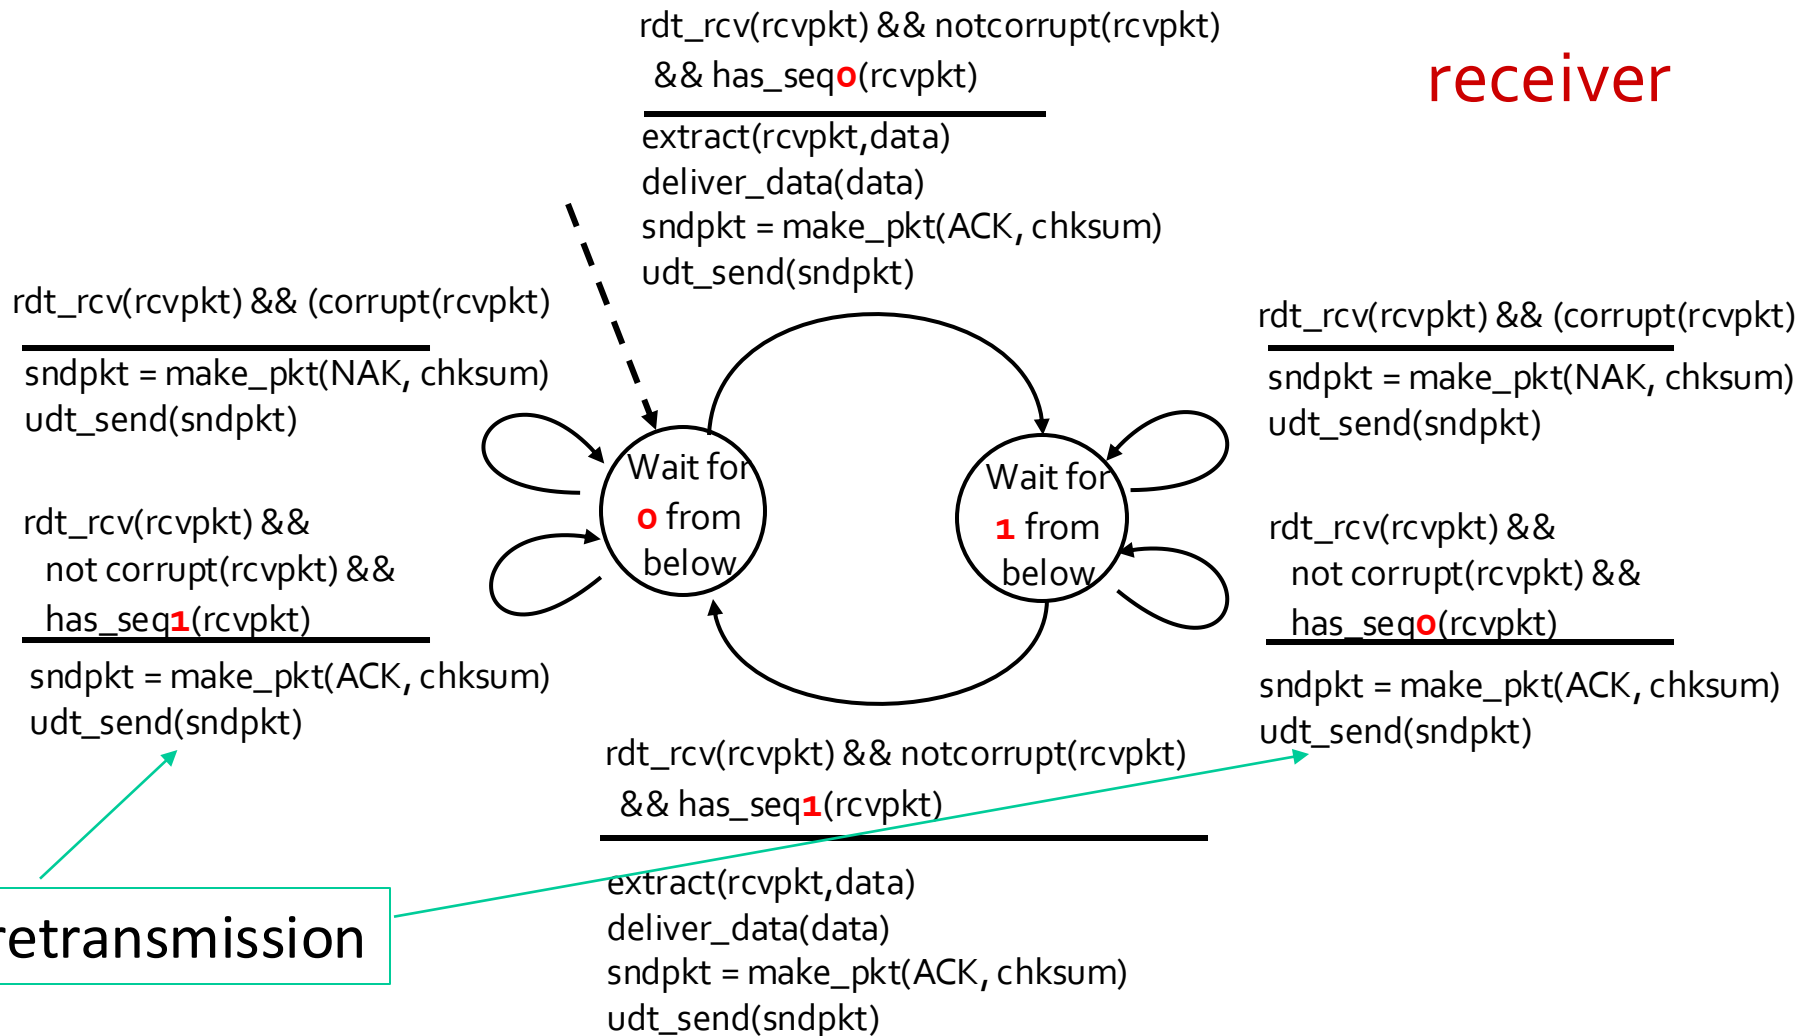 rdt_rcv(rcvpkt) && notcorrupt(rcvpkt)
&& has_seq0(rcvpkt)
extract(rcvpkt,data)
deliver_data(data)
sndpkt = make_pkt(ACK, chksum)
udt_send(sndpkt)
receiver
rdt_rcv(rcvpkt) && (corrupt(rcvpkt)
sndpkt = make_pkt(NAK, chksum)
udt_send(sndpkt)
rdt_rcv(rcvpkt) &&
not corrupt(rcvpkt) &&
has_seq1(rcvpkt)
sndpkt = make_pkt(ACK, chksum)
udt_send(sndpkt)
Wait for
0 from
below
Wait for
1 from
below
rdt_rcv(rcvpkt) && (corrupt(rcvpkt)
sndpkt = make_pkt(NAK, chksum)
udt_send(sndpkt)
rdt_rcv(rcvpkt) &&
not corrupt(rcvpkt) &&
has_seq0(rcvpkt)
sndpkt = make_pkt(ACK, chksum)
udt_send(sndpkt)
rdt_rcv(rcvpkt) && notcorrupt(rcvpkt)
&& has_seq1(rcvpkt)
extract(rcvpkt,data)
deliver_data(data)
sndpkt = make_pkt(ACK, chksum)
udt_send(sndpkt)
retransmission